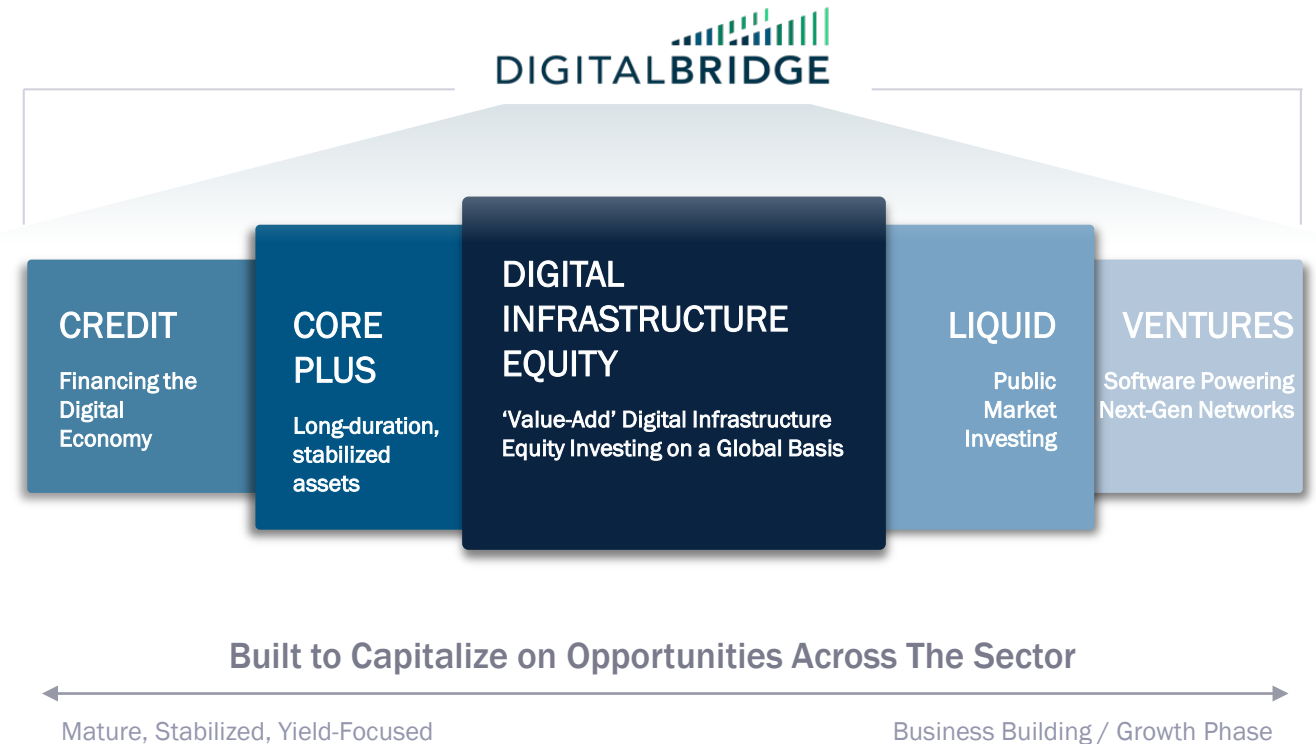 DIGITALBRIDGE
CREDIT
Financing the
Digital
Economy
CORE
PLUS
Long-duration,
stabilized
assets
DIGITAL
INFRASTRUCTURE
EQUITY
‘Value-Add’ Digital Infrastructure
Equity Investing on a Global Basis
LIQUID
Public
Market
Investing
VENTURES
Software Powering
Next-Gen Networks
Built to Capitalize on Opportunities Across The Sector
Mature, Stabilized, Yield-Focused
Business Building / Growth Phase